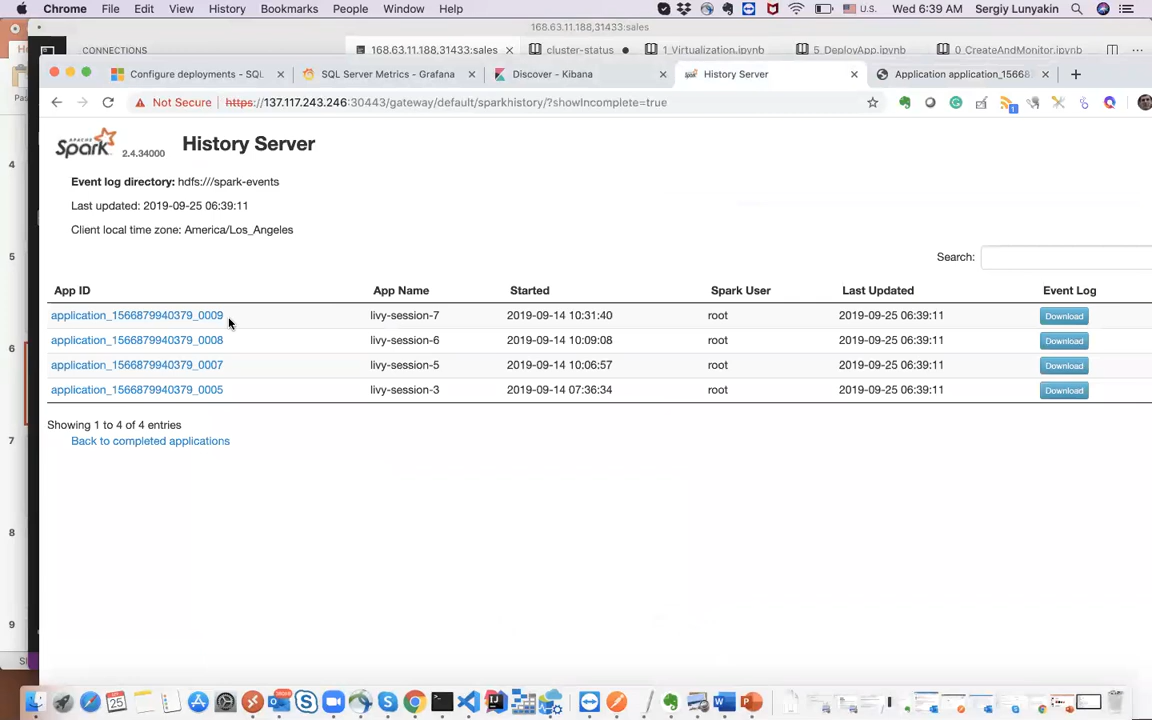 Chrome File Edit View History Bookmarks People Window Help U.S. Wed 6:39 AM Sergiy Lunyakin
168.63.11.188,31433:sales
CONNECTIONS 168.63.11.188,31433:sales cluster-status 1_Virtualization.ipynb 5_DeployApp.ipynb 0_CreateAndMonitor.ipynb
Configure deployments - SQL SQL Server Metrics - Grafana Discover - Kibana History Server Application application_15668
Not Secure https://137.117.243.246:30443/gateway/default/sparkhistory/?showIncomplete=true
APACHE Spark 2.4.34000 History Server
4
Event log directory: hdfs:///spark-events
Last updated: 2019-09-25 06:39:11
Client local time zone: America/Los_Angeles
5
Search:
App ID App Name Started Spark User Last Updated Event Log
application_1566879940379_0009 livy-session-7 2019-09-14 10:31:40 root 2019-09-25 06:39:11 Download
application_1566879940379_0008 livy-session-6 2019-09-14 10:09:08 root 2019-09-25 06:39:11 Download
6
application_1566879940379_0007 livy-session-5 2019-09-14 10:06:57 root 2019-09-25 06:39:11 Download
application_1566879940379_0005 livy-session-3 2019-09-14 07:36:34 root 2019-09-25 06:39:11 Download
Showing 1 to 4 of 4 entries
7
Back to completed applications
8
9